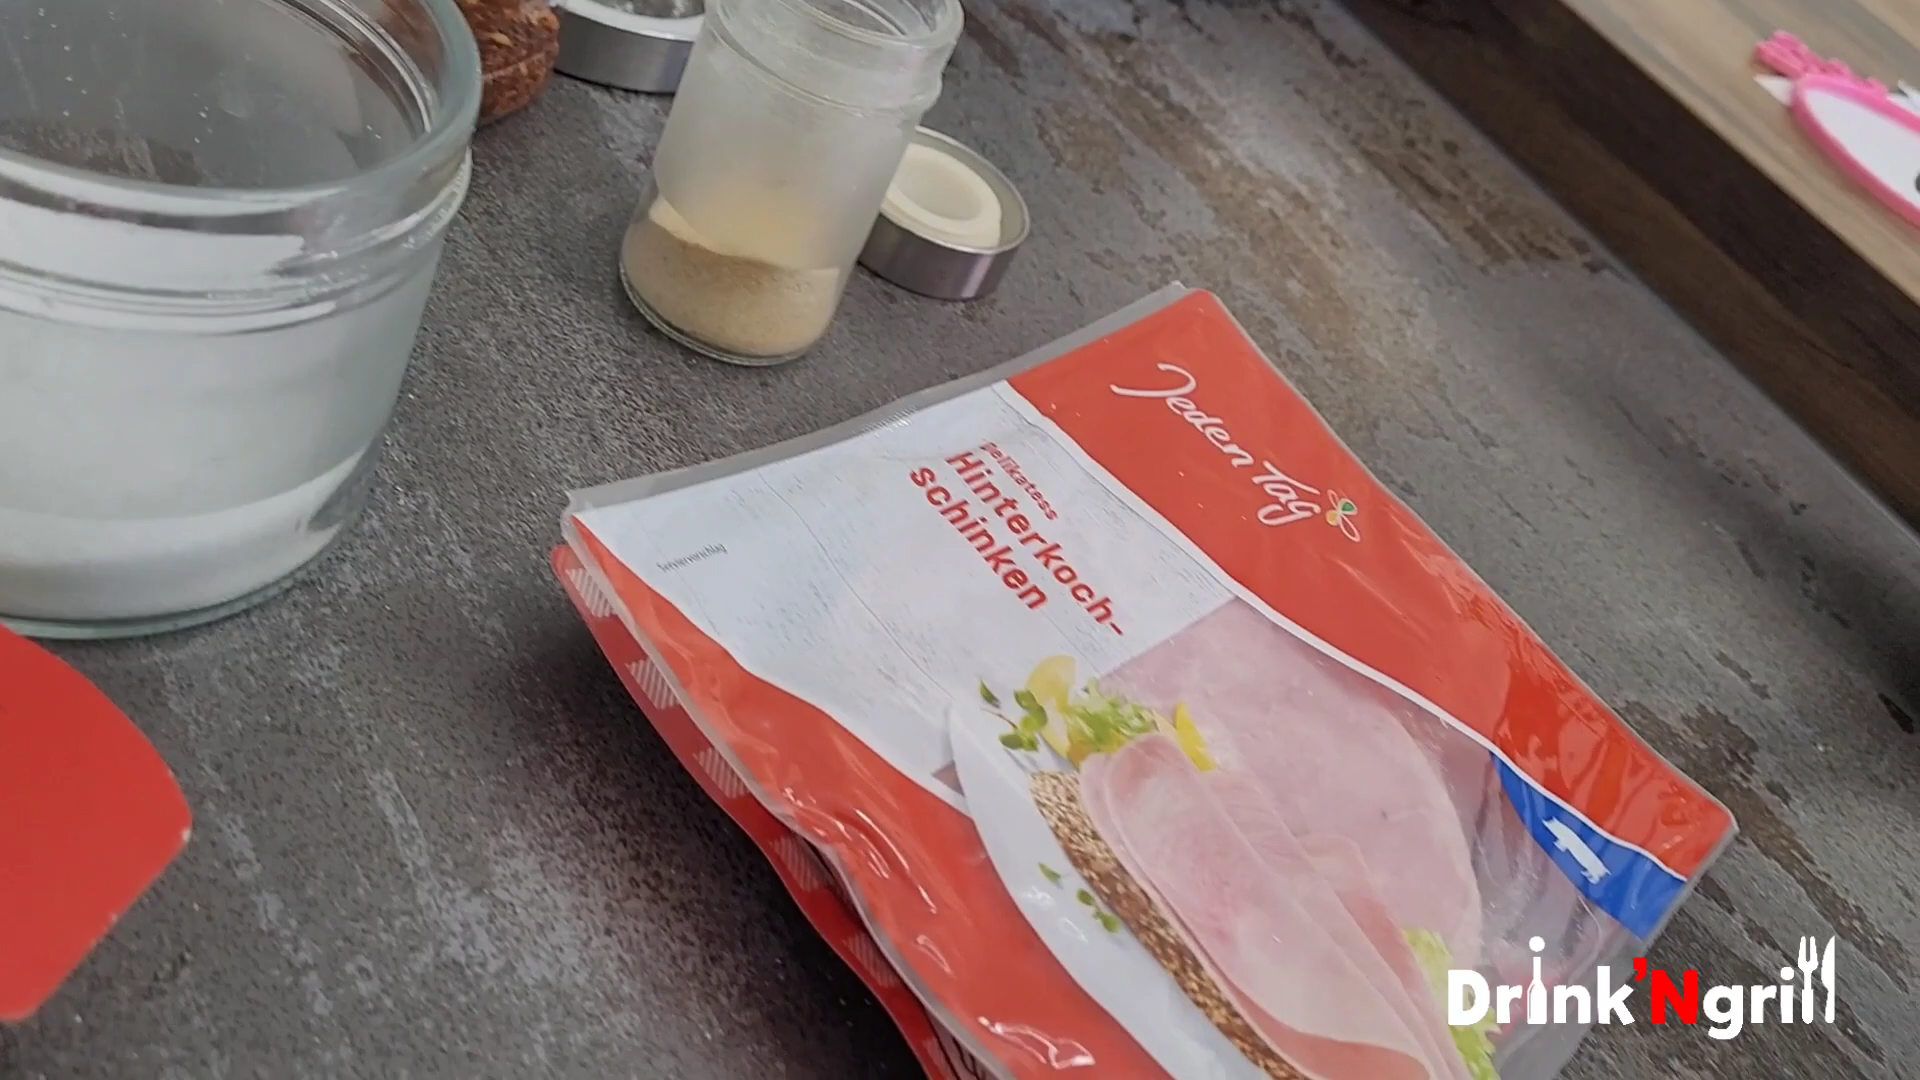 Jeden Tag
Delikatess
Hinterkoch-
schinken
Drink'Ngrill